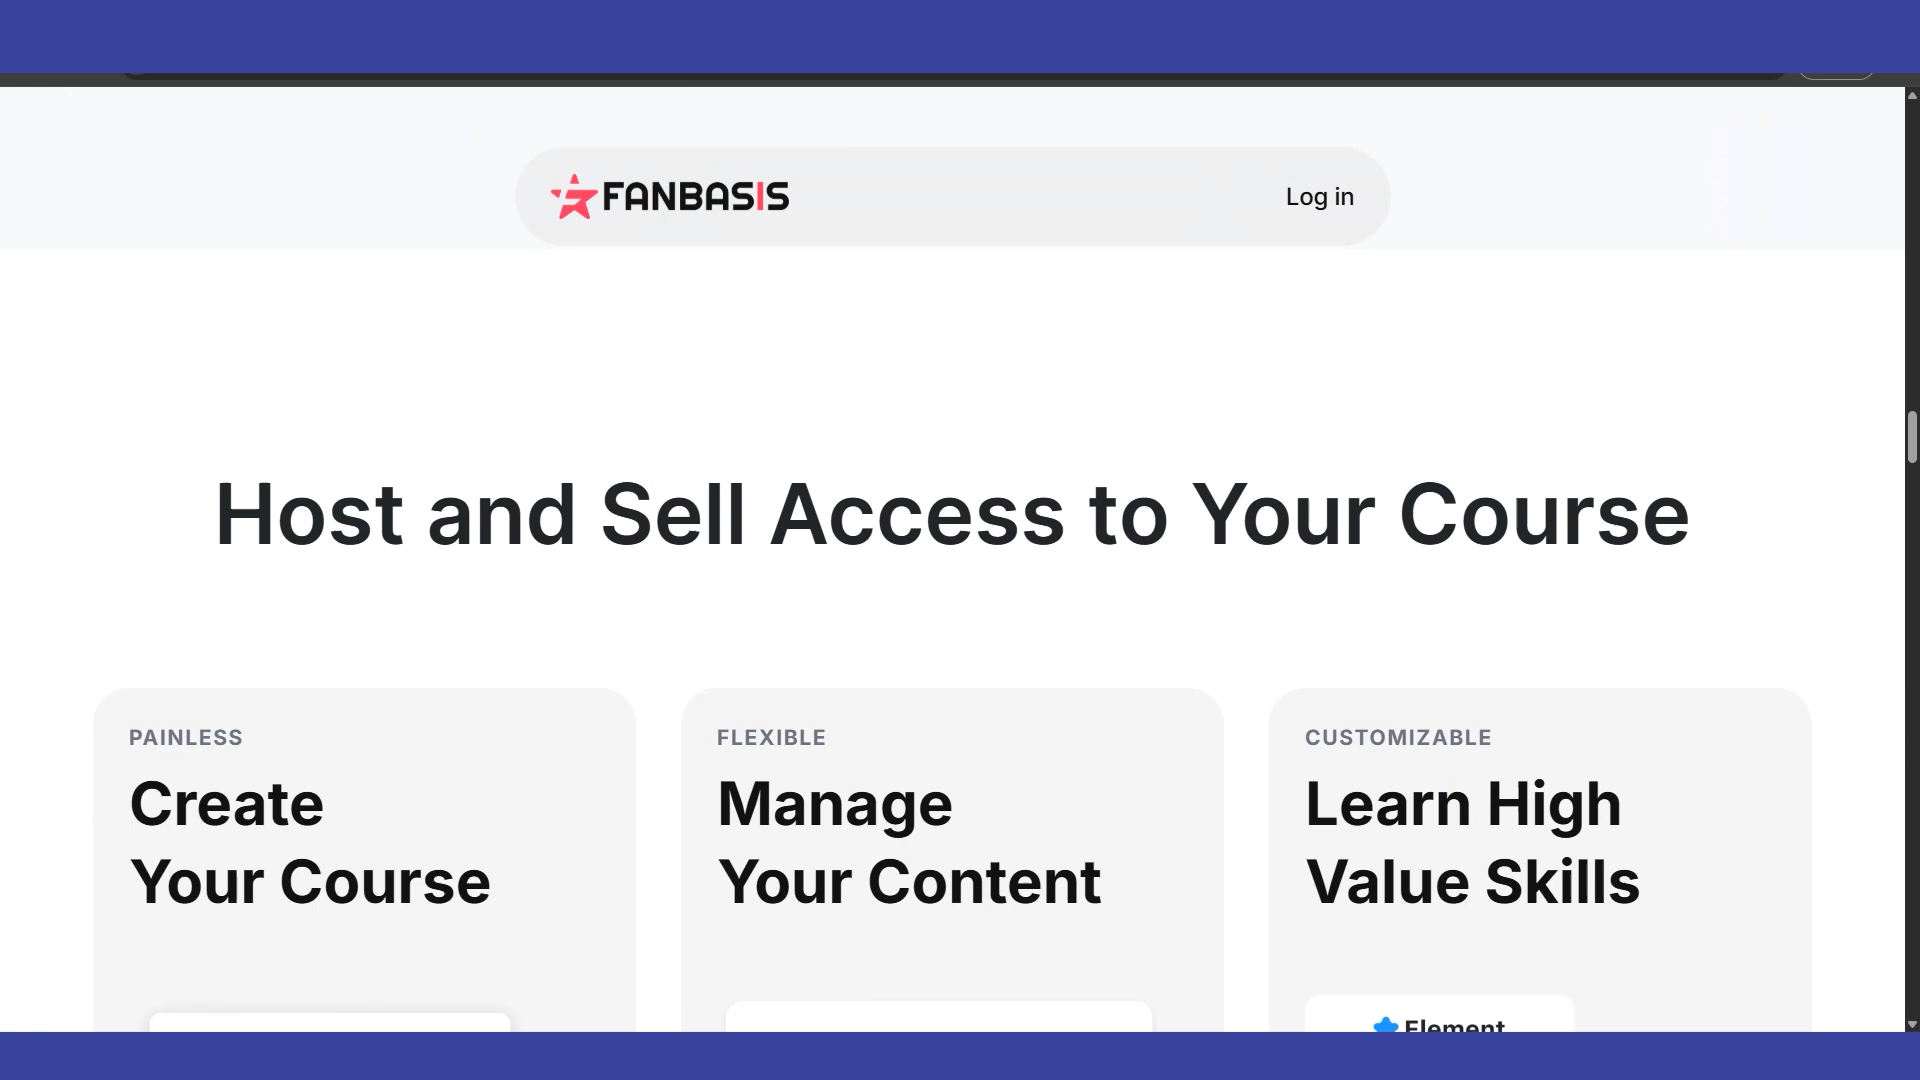 FANBASIS
Log in
Host and Sell Access to Your Course
PAINLESS
Create
Your Course
FLEXIBLE
Manage
Your Content
CUSTOMIZABLE
Learn High
Value Skills
Element